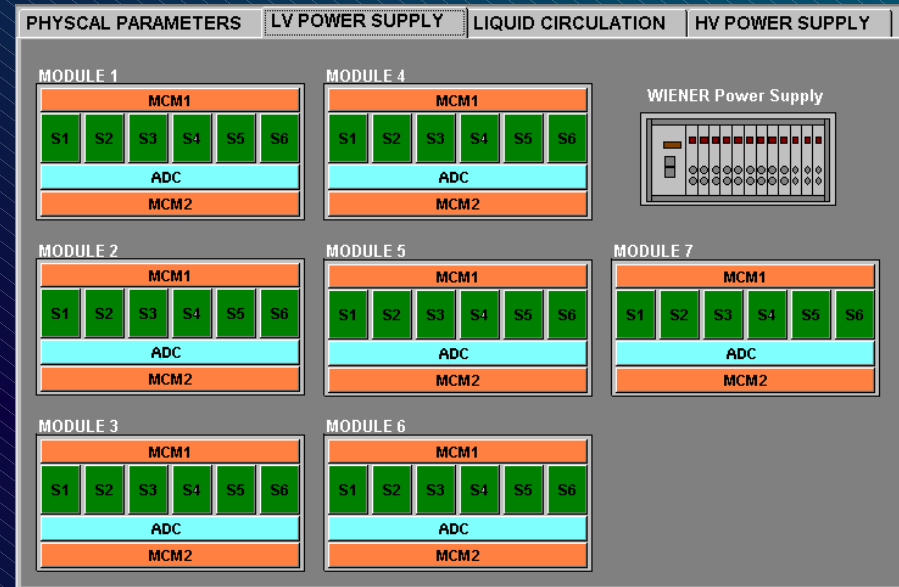 PHYSCAL PARAMETERS LV POWER SUPPLY LIQUID CIRCULATION HV POWER SUPPLY
MODULE 1
MCM1
S1 S2 S3 S4 S5 S6
ADC
MCM2
MODULE 4
MCM1
S1 S2 S3 S4 S5 S6
ADC
MCM2
WIENER Power Supply
MODULE 2
MCM1
S1 S2 S3 S4 S5 S6
ADC
MCM2
MODULE 5
MCM1
S1 S2 S3 S4 S5 S6
ADC
MCM2
MODULE 7
MCM1
S1 S2 S3 S4 S5 S6
ADC
MCM2
MODULE 3
MCM1
S1 S2 S3 S4 S5 S6
ADC
MCM2
MODULE 6
MCM1
S1 S2 S3 S4 S5 S6
ADC
MCM2